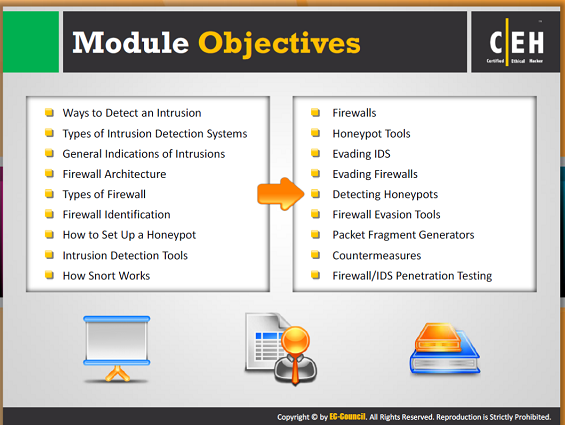 Module Objectives
C|EH
Certified Ethical Hacker
Ways to Detect an Intrusion
Types of Intrusion Detection Systems
General Indications of Intrusions
Firewall Architecture
Types of Firewall
Firewall Identification
How to Set Up a Honeypot
Intrusion Detection Tools
How Snort Works
Firewalls
Honeypot Tools
Evading IDS
Evading Firewalls
Detecting Honeypots
Firewall Evasion Tools
Packet Fragment Generators
Countermeasures
Firewall/IDS Penetration Testing
Copyright © by EC-Council. All Rights Reserved. Reproduction is Strictly Prohibited.